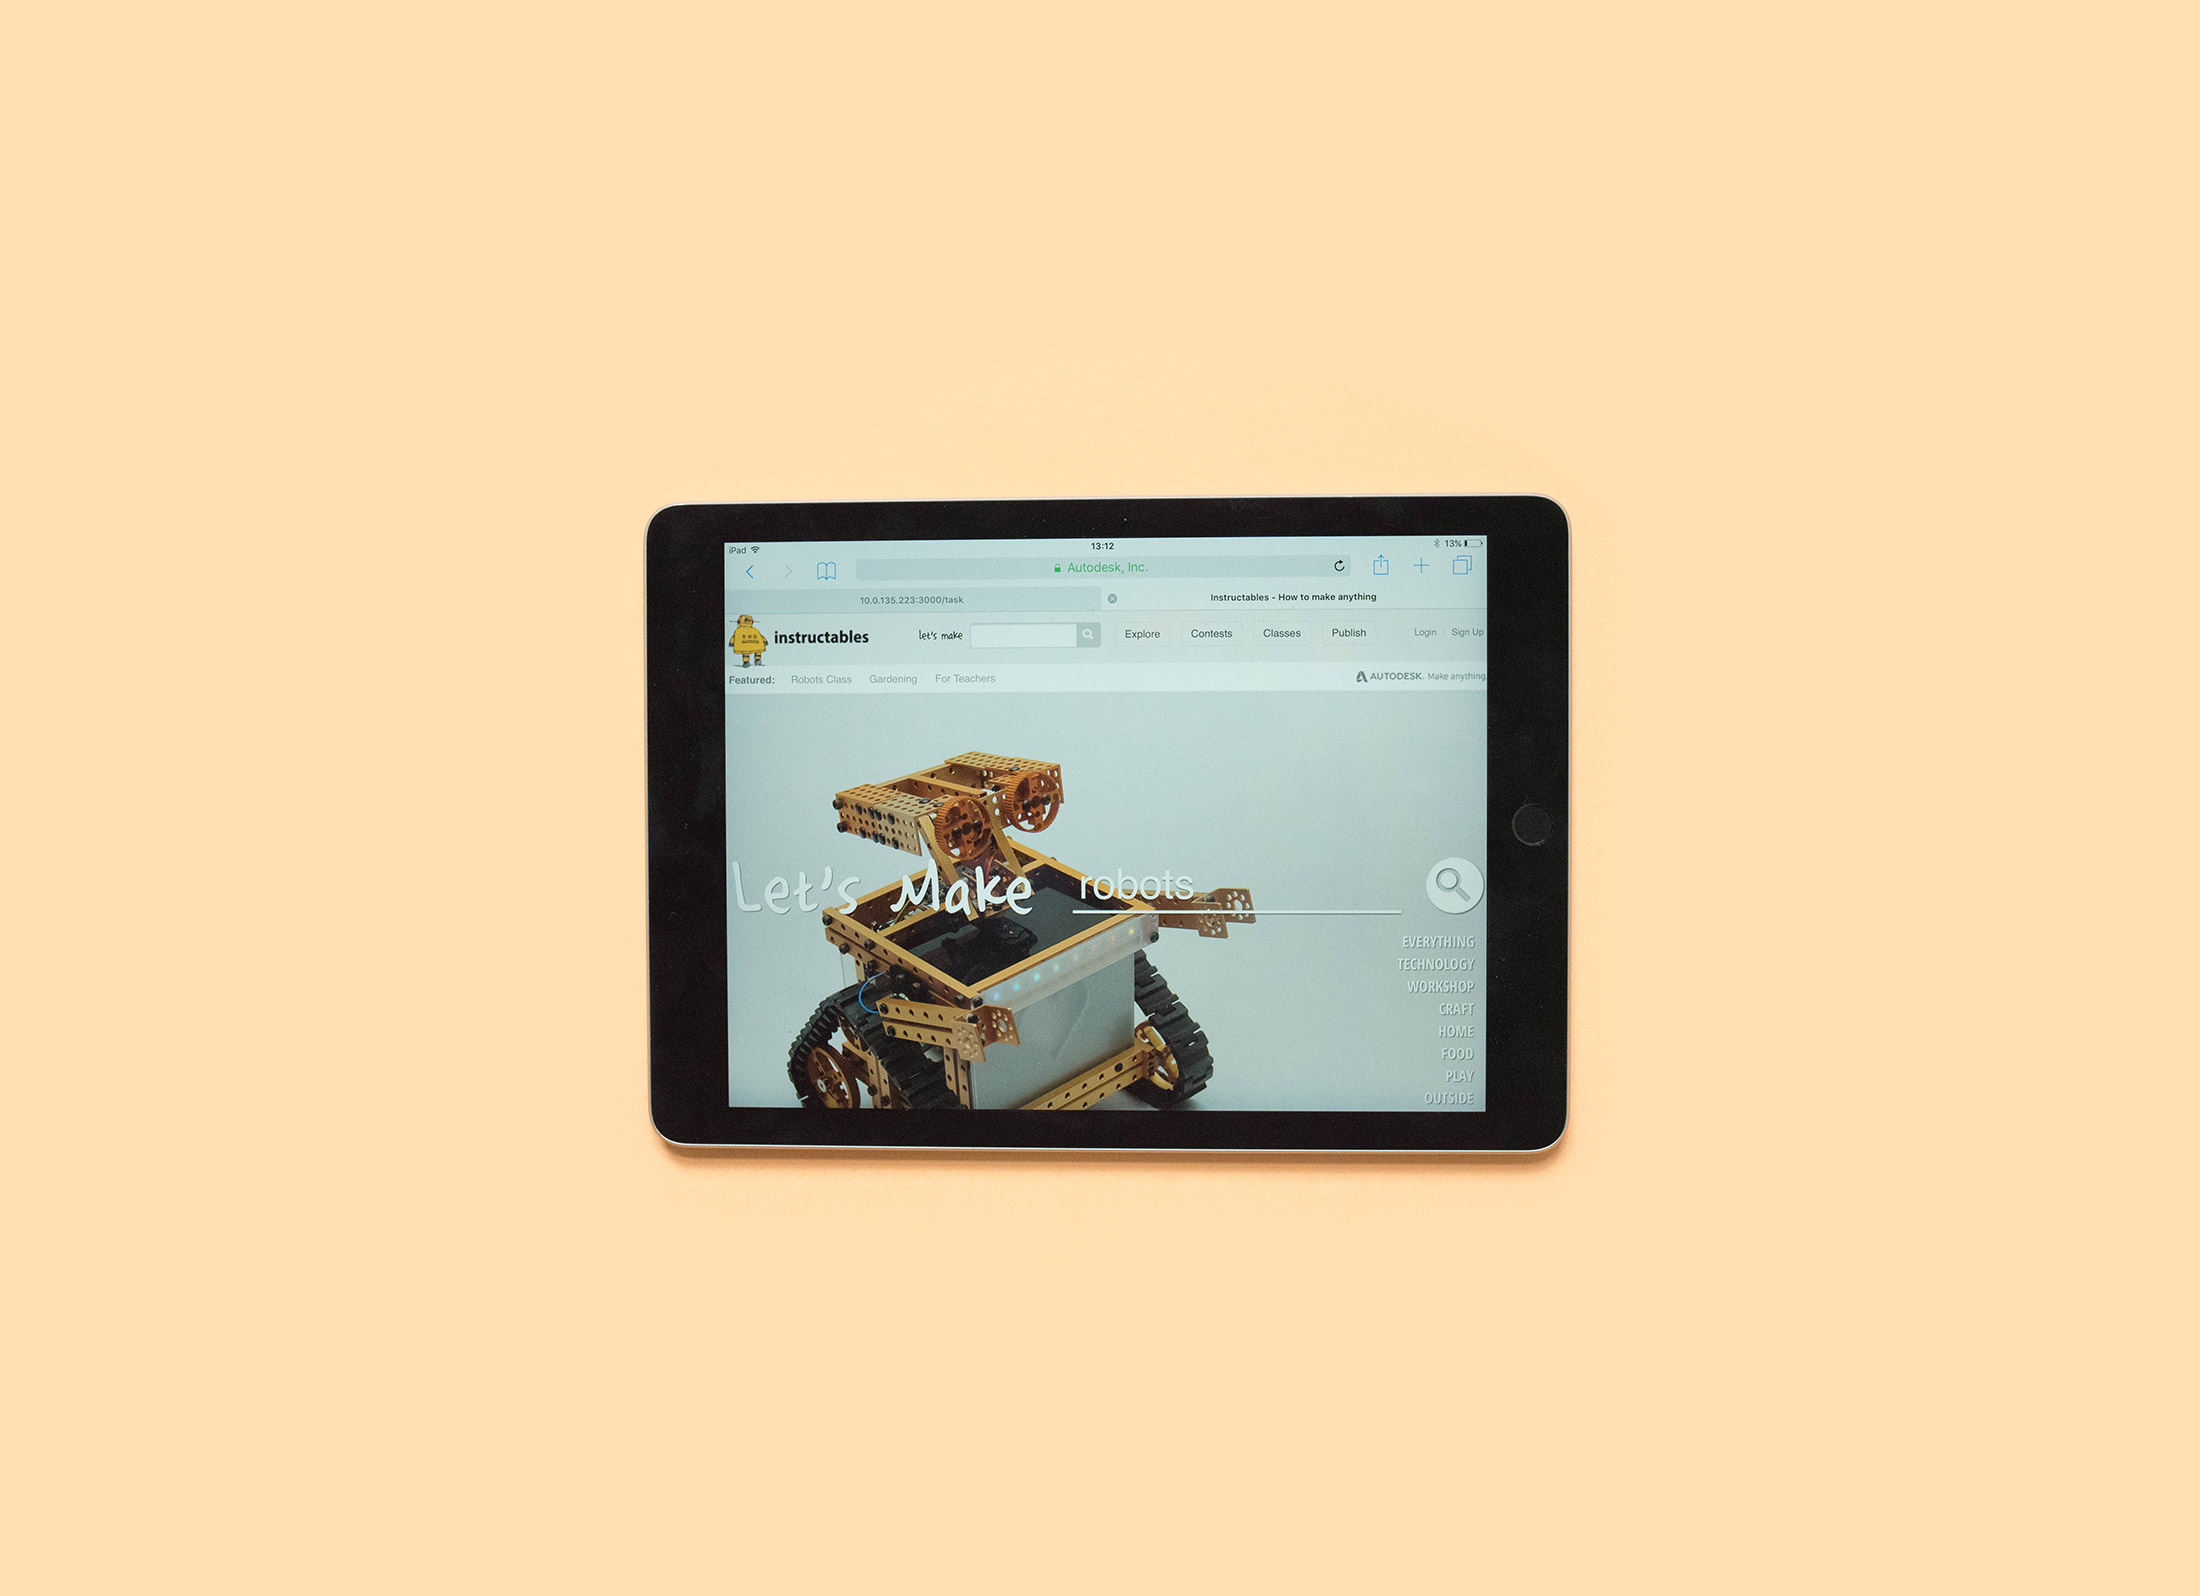 iPad 13:12 13%
Autodesk, Inc.
10.0.135.223:3000/task Instructables - How to make anything
instructables let's make Explore Contests Classes Publish Login Sign Up
Featured: Robots Class Gardening For Teachers AUTODESK. Make anything.
Let's Make robots
EVERYTHING
TECHNOLOGY
WORKSHOP
CRAFT
HOME
FOOD
PLAY
OUTSIDE